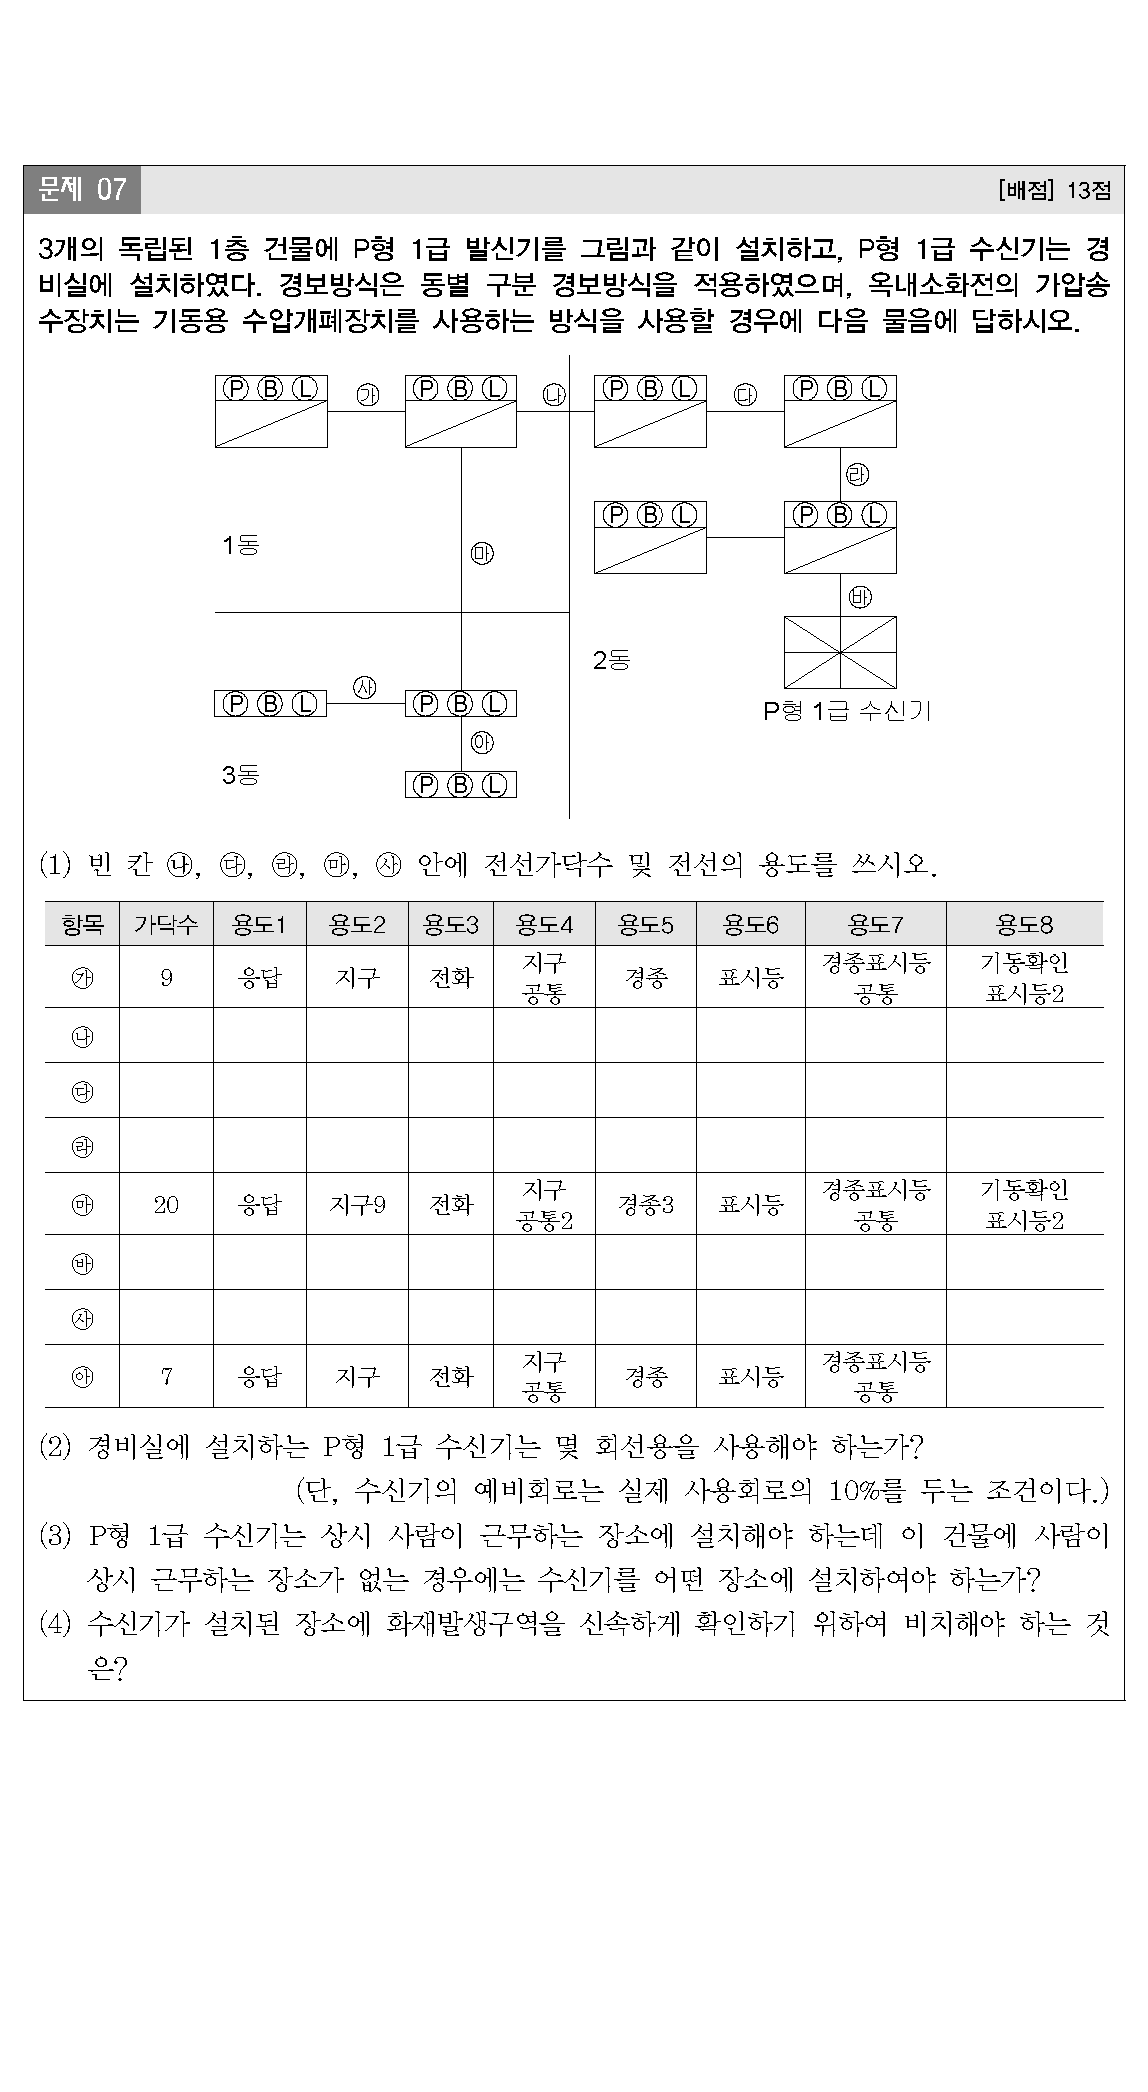 문제 07 [배점] 13점
3개의 독립된 1층 건물에 P형 1급 발신기를 그림과 같이 설치하고, P형 1급 수신기는 경
비실에 설치하였다. 경보방식은 동별 구분 경보방식을 적용하였으며, 옥내소화전의 가압송
수장치는 기동용 수압개폐장치를 사용하는 방식을 사용할 경우에 다음 물음에 답하시오.
P B L ㉮ P B L ㉯ P B L ㉰ P B L
㉱
P B L P B L
1동 ㉲
㉳
2동
P형 1급 수신기
P B L ㉴ P B L
㉵
3동
P B L
(1) 빈 칸 ㉯, ㉰, ㉱, ㉲, ㉴ 안에 전선가닥수 및 전선의 용도를 쓰시오.
항목 가닥수 용도1 용도2 용도3 용도4 용도5 용도6 용도7 용도8
㉮ 9 응답 지구 전화 지구 공통 경종 표시등 경종표시등 공통 기동확인 표시등2
㉯
㉰
㉱
㉲ 20 응답 지구9 전화 지구 공통2 경종3 표시등 경종표시등 공통 기동확인 표시등2
㉳
㉴
㉵ 7 응답 지구 전화 지구 공통 경종 표시등 경종표시등 공통
(2) 경비실에 설치하는 P형 1급 수신기는 몇 회선용을 사용해야 하는가?
(단, 수신기의 예비회로는 실제 사용회로의 10%를 두는 조건이다.)
(3) P형 1급 수신기는 상시 사람이 근무하는 장소에 설치해야 하는데 이 건물에 사람이
상시 근무하는 장소가 없는 경우에는 수신기를 어떤 장소에 설치하여야 하는가?
(4) 수신기가 설치된 장소에 화재발생구역을 신속하게 확인하기 위하여 비치해야 하는 것
은?